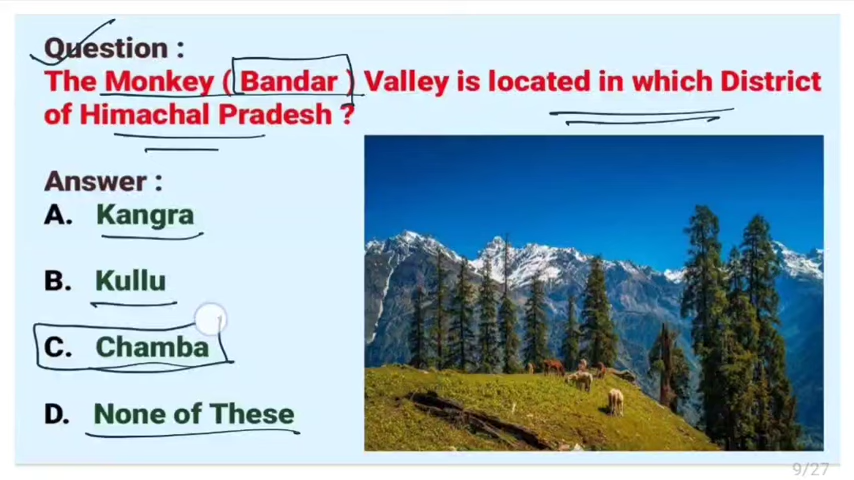 Question :
The Monkey ( Bandar ) Valley is located in which District
of Himachal Pradesh ?
Answer :
A. Kangra
B. Kullu
C. Chamba
D. None of These
9/27